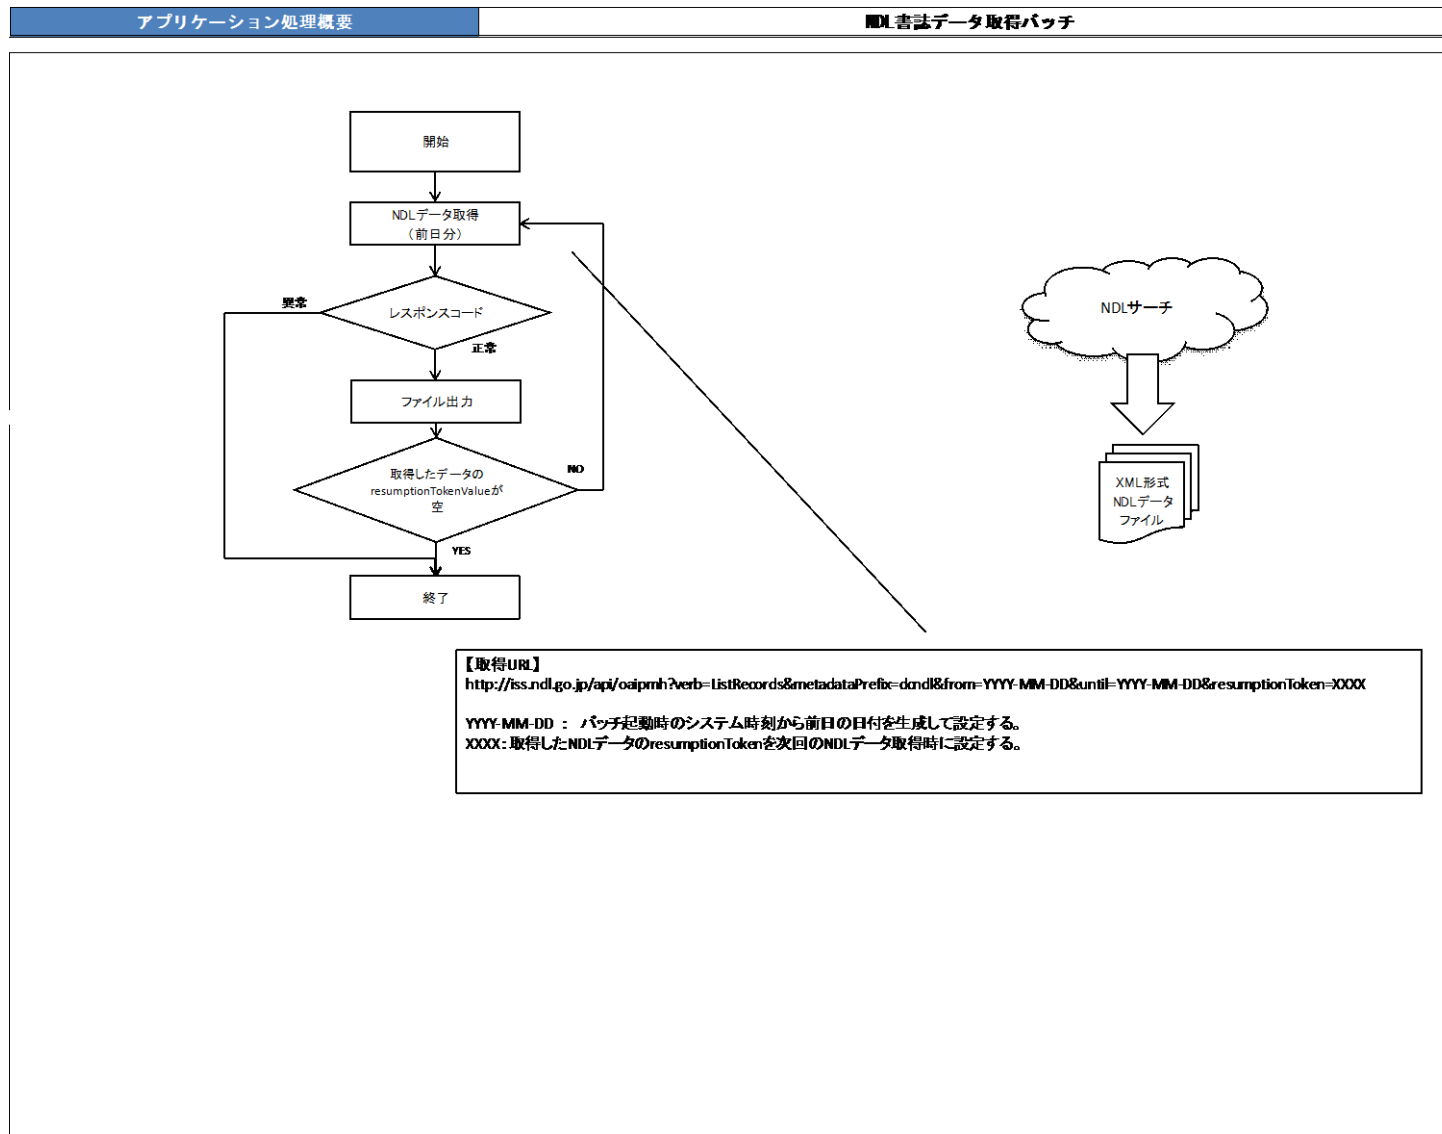 アプリケーション処理概要
NDL書誌データ取得バッチ
開始
NDLデータ取得
（前日分）
異常
レスポンスコード
正常
ファイル出力
取得したデータの
resumptionTokenValueが
空
NO
YES
終了
NDLサーチ
XML形式
NDLデータ
ファイル
【取得URL】
http://iss.ndl.go.jp/api/oaipmh?verb=ListRecords&metadataPrefix=dcndl&from=YYYY-MM-DD&until=YYYY-MM-DD&resumptionToken=XXXX
YYYY-MM-DD ： バッチ起動時のシステム時刻から前日の日付を生成して設定する。
XXXX：取得したNDLデータのresumptionTokenを次回のNDLデータ取得時に設定する。